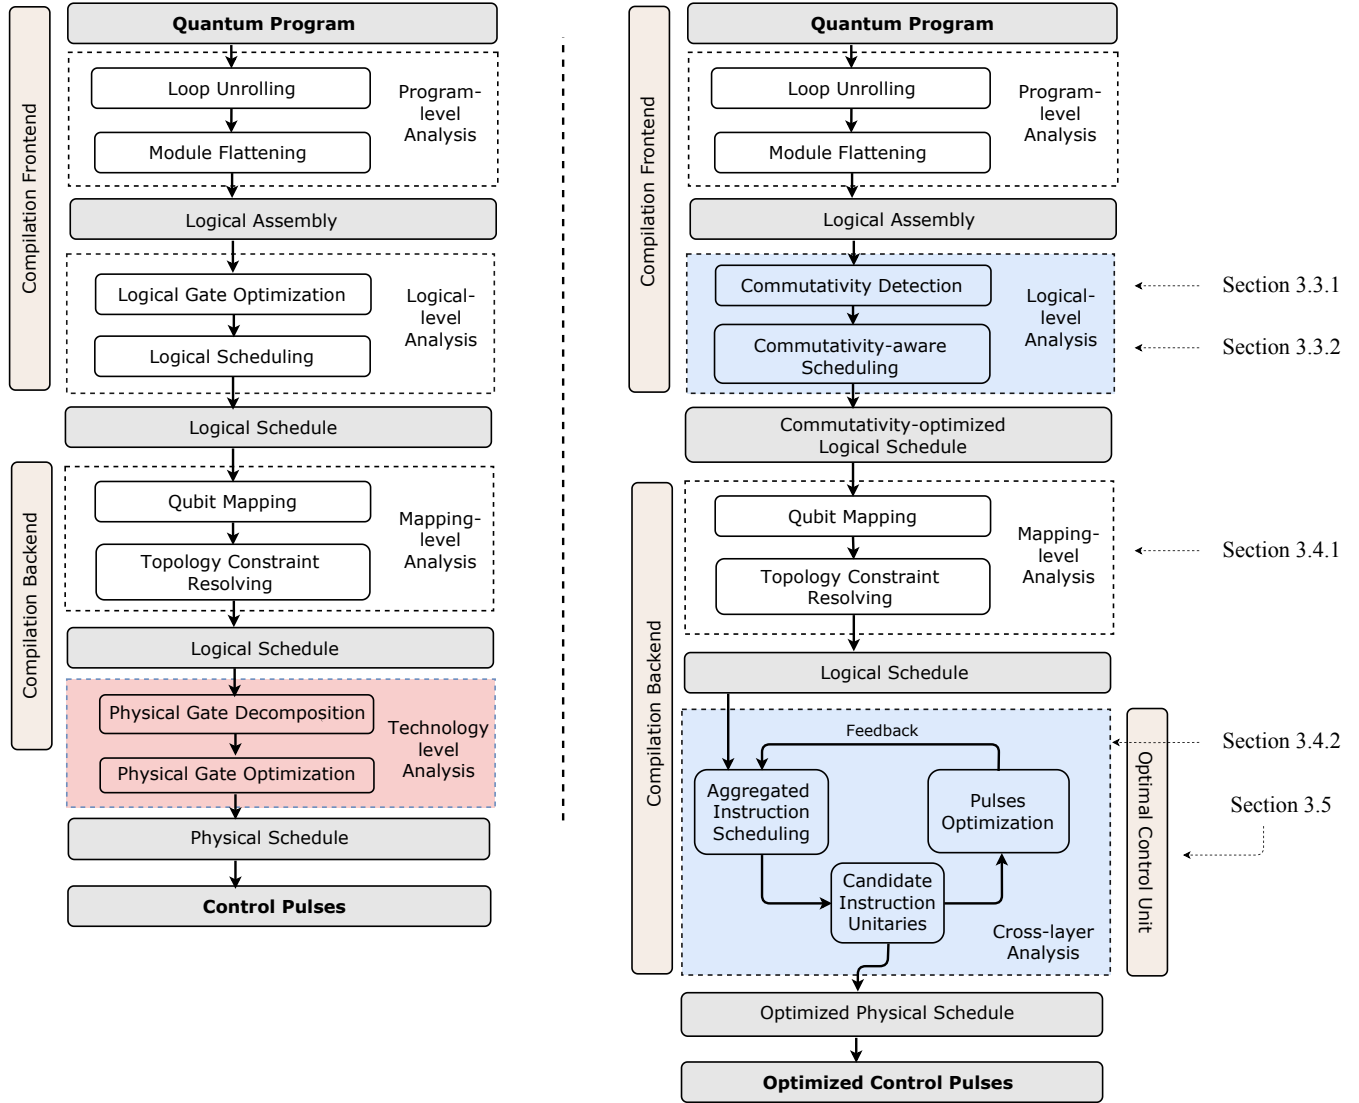 Quantum Program
Compilation Frontend
Loop Unrolling
Module Flattening
Program-
level
Analysis
Logical Assembly
Logical Gate Optimization
Logical Scheduling
Logical-
level
Analysis
Logical Schedule
Compilation Backend
Qubit Mapping
Topology Constraint
Resolving
Mapping-
level
Analysis
Logical Schedule
Physical Gate Decomposition
Physical Gate Optimization
Technology
level
Analysis
Physical Schedule
Control Pulses
Quantum Program
Compilation Frontend
Loop Unrolling
Module Flattening
Program-
level
Analysis
Logical Assembly
Commutativity Detection
Commutativity-aware
Scheduling
Logical-
level
Analysis
Section 3.3.1
Section 3.3.2
Commutativity-optimized
Logical Schedule
Compilation Backend
Qubit Mapping
Topology Constraint
Resolving
Mapping-
level
Analysis
Section 3.4.1
Logical Schedule
Feedback
Aggregated
Instruction
Scheduling
Pulses
Optimization
Candidate
Instruction
Unitaries
Cross-layer
Analysis
Optimal Control Unit
Section 3.4.2
Section 3.5
Optimized Physical Schedule
Optimized Control Pulses